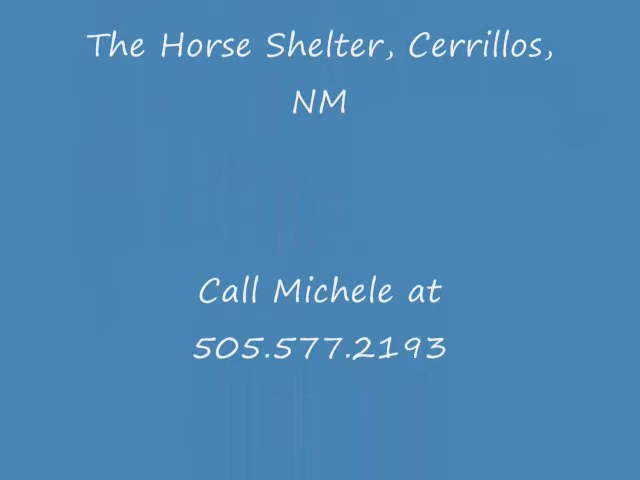 The Horse Shelter, Cerrillos,
NM
Call Michele at
505.577.2193